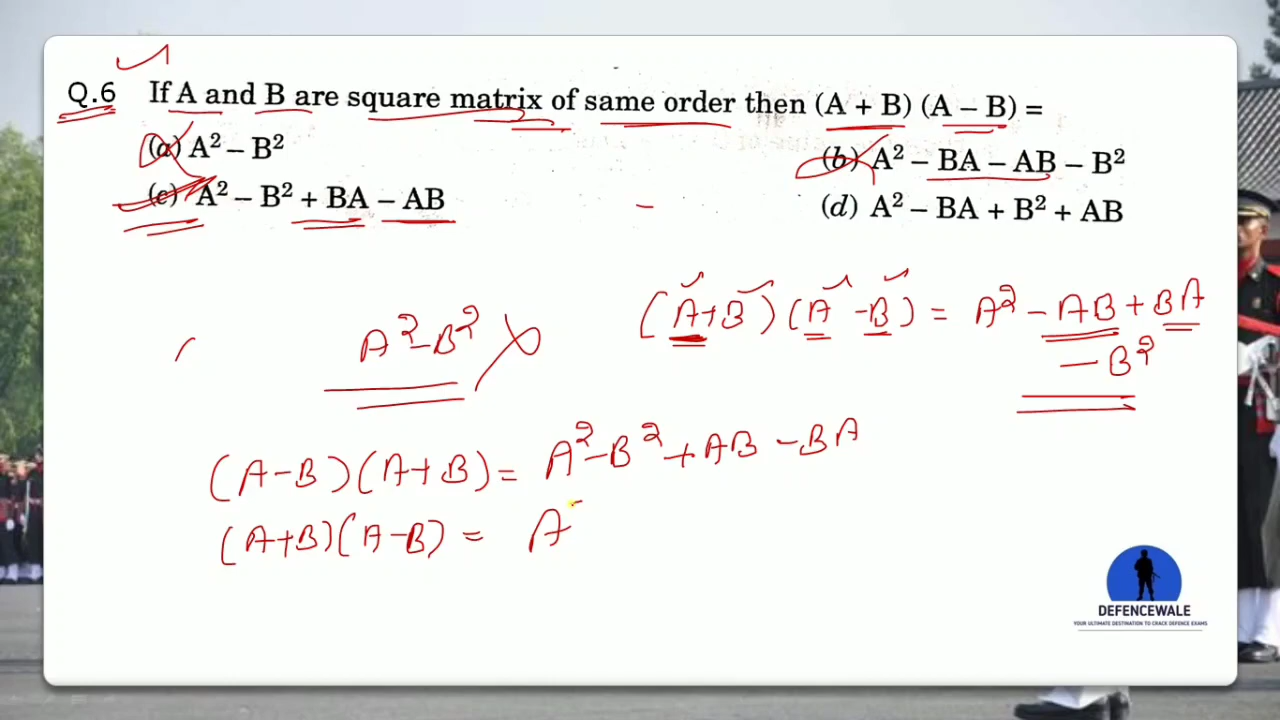 Q.6 If A and B are square matrix of same order then (A + B) (A – B) =
(a) A² – B²
(b) A² – BA – AB – B²
(c) A² – B² + BA – AB
(d) A² – BA + B² + AB
A²-B²
(A+B)(A-B) = A² - AB + BA
- B²
(A-B)(A+B) = A²-B²+AB-BA
(A+B)(A-B) = A
DEFENCEWALE
YOUR ULTIMATE DESTINATION TO CRACK DEFENCE EXAMS